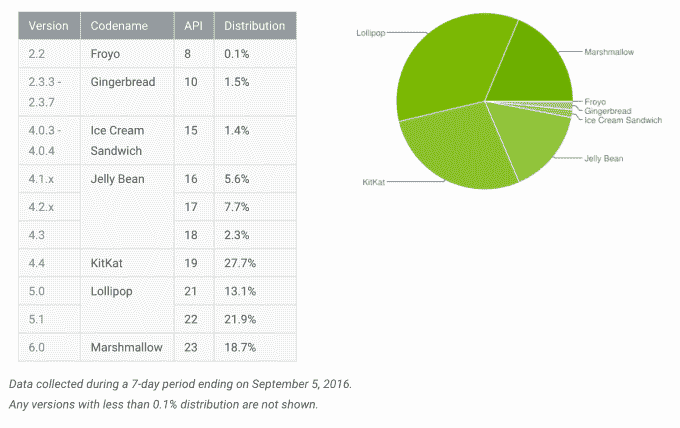 Version Codename API Distribution
2.2 Froyo 8 0.1%
2.3.3 - Gingerbread 10 1.5%
2.3.7
4.0.3 - Ice Cream 15 1.4%
4.0.4 Sandwich
4.1.x Jelly Bean 16 5.6%
4.2.x 17 7.7%
4.3 18 2.3%
4.4 KitKat 19 27.7%
5.0 Lollipop 21 13.1%
5.1 22 21.9%
6.0 Marshmallow 23 18.7%
Lollipop
Marshmallow
Froyo
Gingerbread
Ice Cream Sandwich
Jelly Bean
KitKat
Data collected during a 7-day period ending on September 5, 2016.
Any versions with less than 0.1% distribution are not shown.